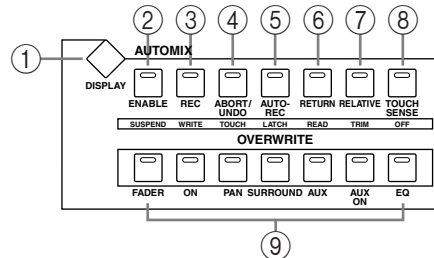 ② ③ ④ ⑤ ⑥ ⑦ ⑧
①
AUTOMIX
DISPLAY
ENABLE REC ABORT/UNDO AUTO-REC RETURN RELATIVE TOUCH SENSE
SUSPEND WRITE TOUCH LATCH READ TRIM OFF
OVERWRITE
FADER ON PAN SURROUND AUX AUX ON EQ
⑨